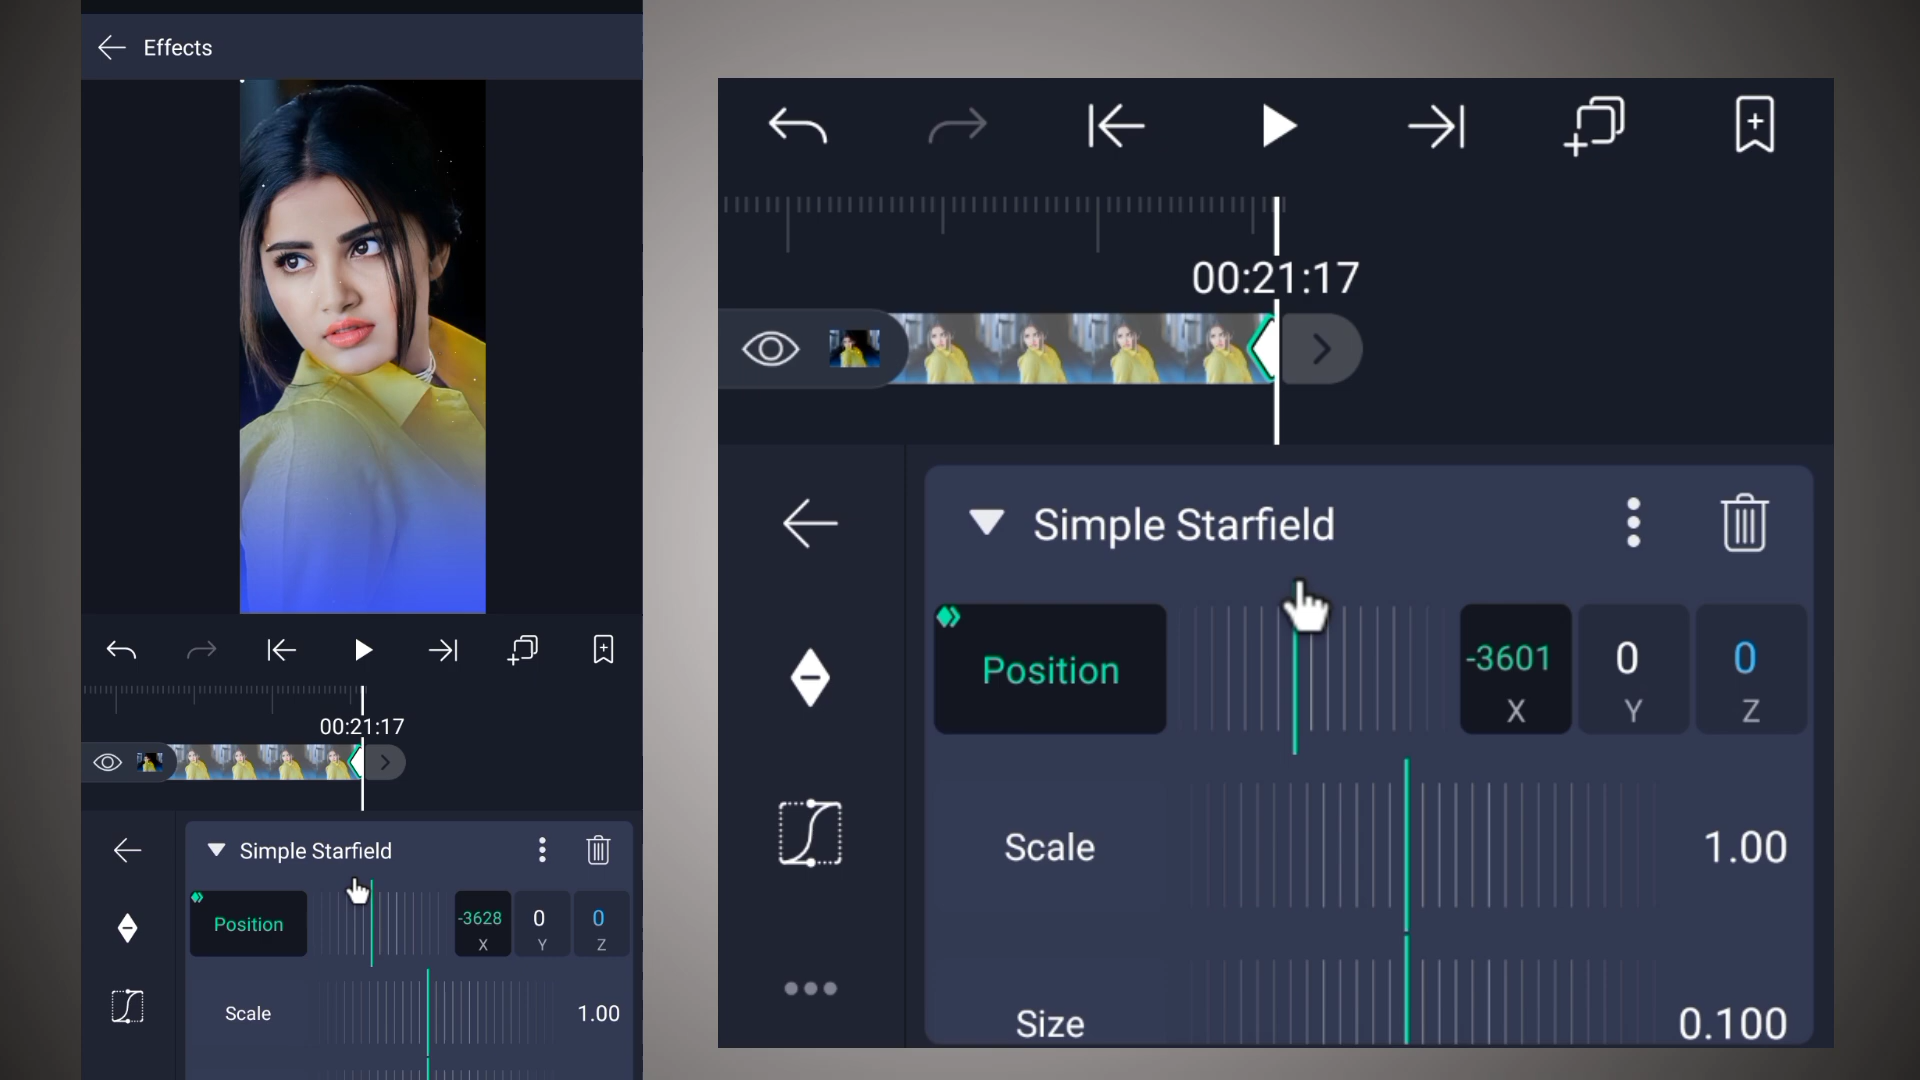 Effects
00:21:17
Simple Starfield
Position
-3628
0
0
X
Y
Z
Scale
1.00
00:21:17
Simple Starfield
Position
-3601
0
0
X
Y
Z
Scale
1.00
Size
0.100